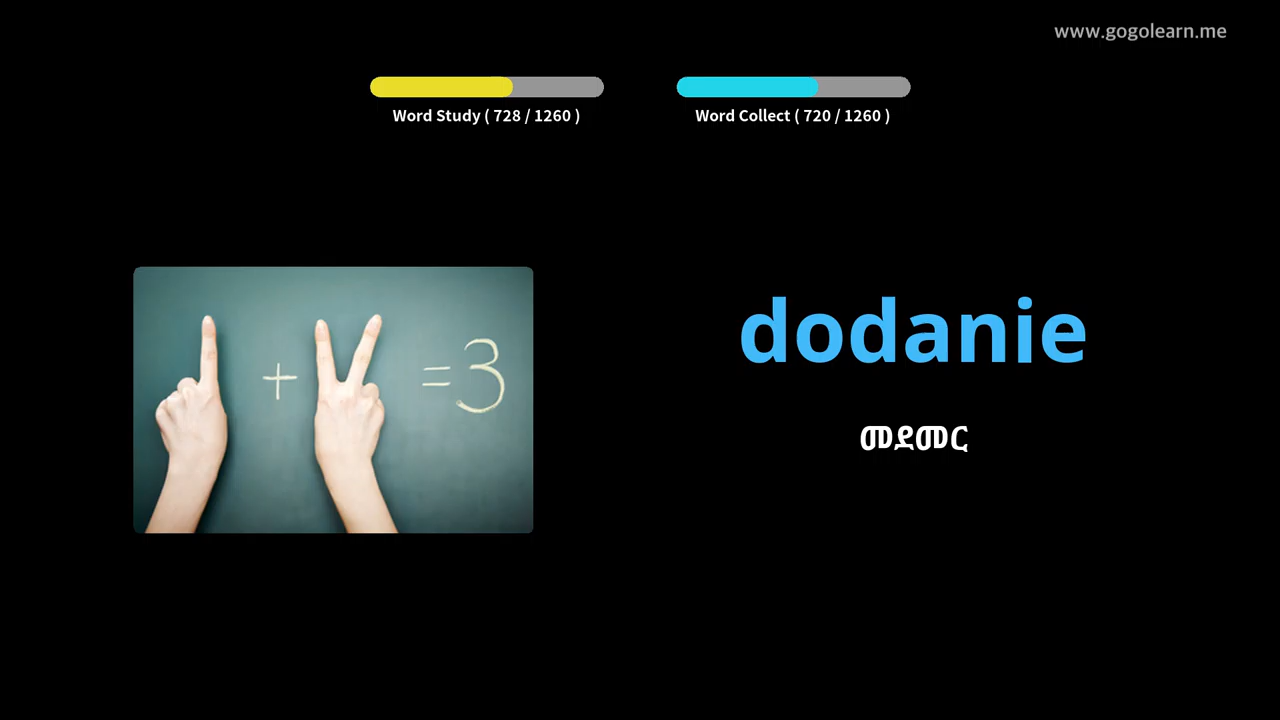 www.gogolearn.me
Word Study ( 728 / 1260 )
Word Collect ( 720 / 1260 )
+ = 3
dodanie
መደመር